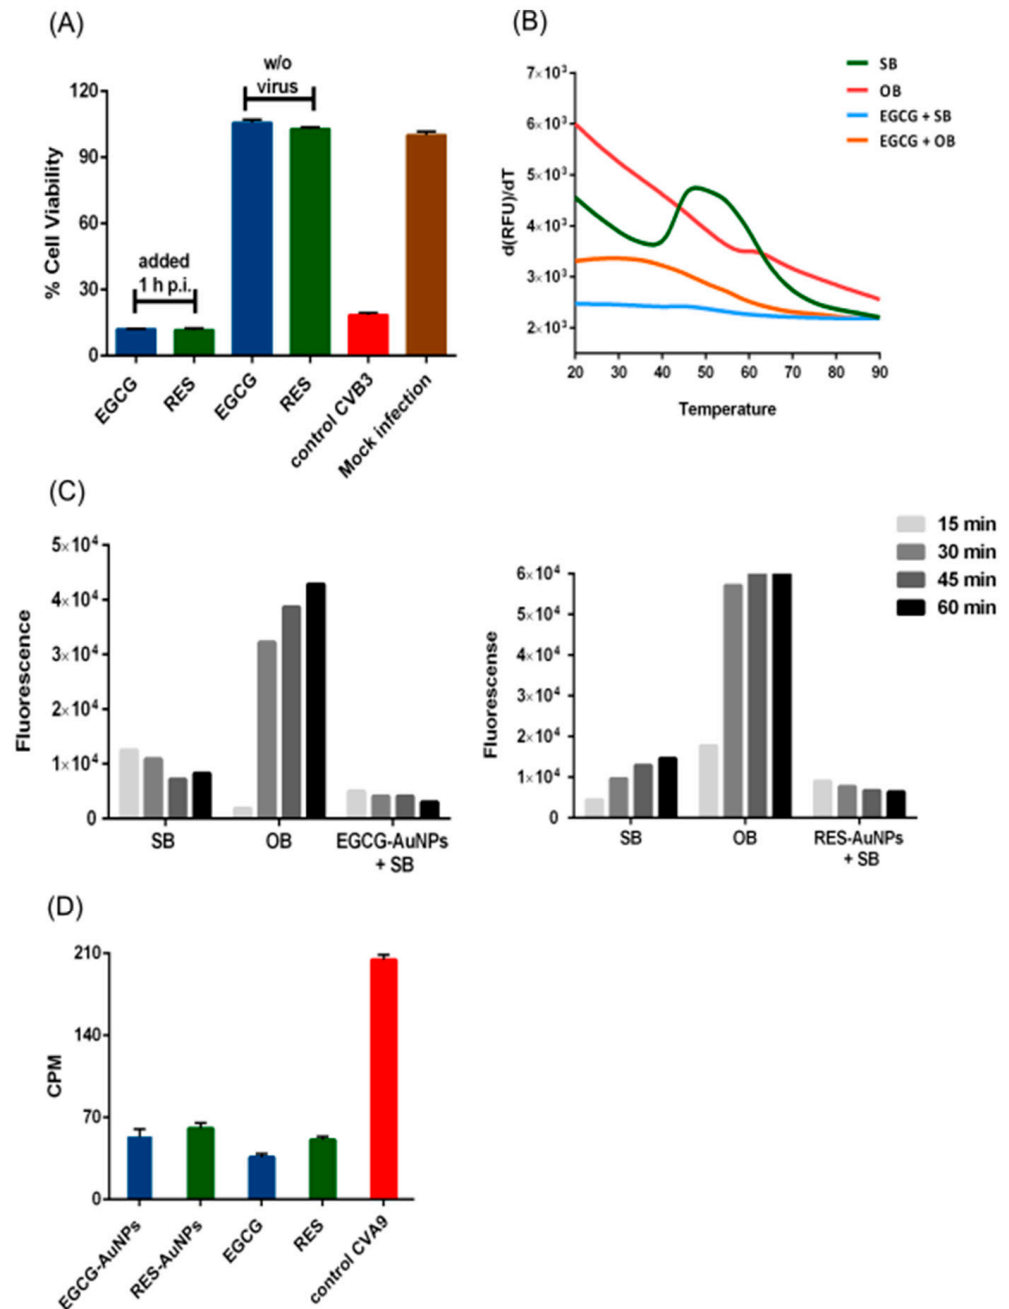 (A)
% Cell Viability
120
90
60
30
0
added
1 h p.i.
w/o
virus
EGCG
RES
EGCG
RES
control CVB3
Mock infection
(B)
d(RFU)/dT
7×10³
6×10³
5×10³
4×10³
3×10³
2×10³
20 30 40 50 60 70 80 90
Temperature
SB
OB
EGCG + SB
EGCG + OB
(C)
Fluorescence
5×10⁴
4×10⁴
3×10⁴
2×10⁴
1×10⁴
0
SB OB EGCG-AuNPs
+ SB
Fluorescense
6×10⁴
5×10⁴
4×10⁴
3×10⁴
2×10⁴
1×10⁴
0
SB OB RES-AuNPs
+ SB
15 min
30 min
45 min
60 min
(D)
CPM
210
140
70
0
EGCG-AuNPs
RES-AuNPs
EGCG
RES
control CVA9